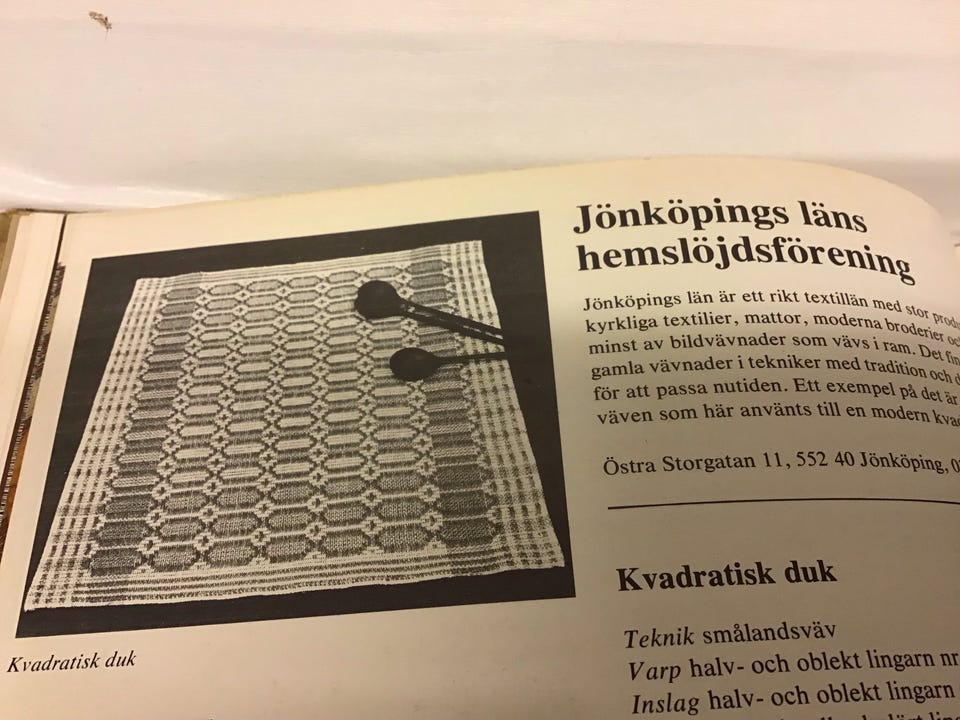 Jönköpings läns
hemslöjdsförening
Jönköpings län är ett rikt textillän med stor
kyrkliga textilier, mattor, moderna broderier
minst av bildvävnader som vävs i ram. Det
gamla vävnader i tekniker med tradition och
för att passa nutiden. Ett exempel på det är
väven som här använts till en modern
Östra Storgatan 11, 552 40 Jönköping,
Kvadratisk duk
Teknik smålandsväv
Varp halv- och oblekt lingarn nr
Inslag halv- och oblekt lingarn
Kvadratisk duk